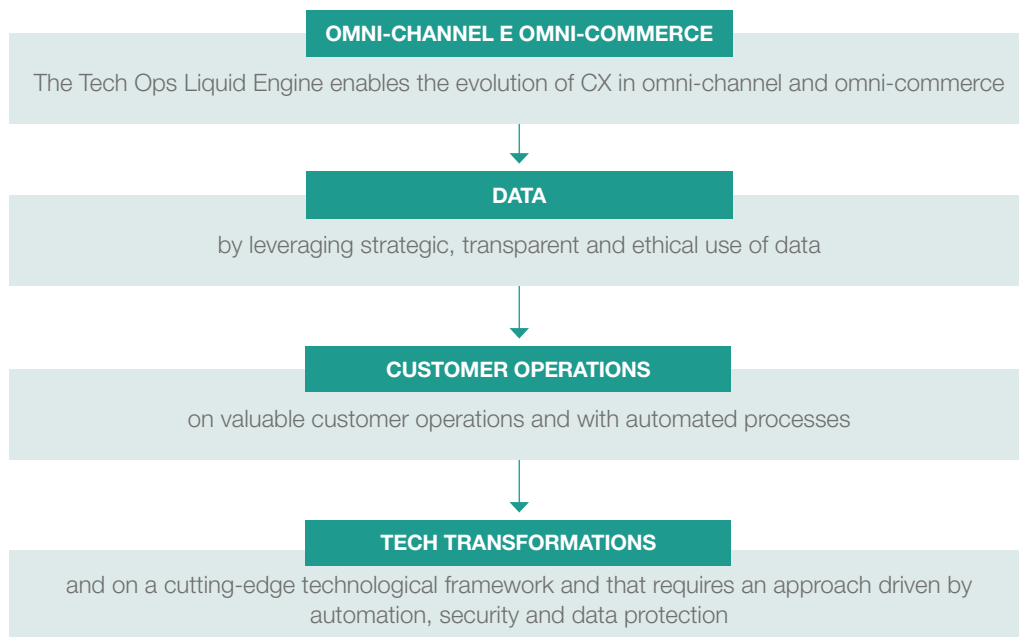 OMNI-CHANNEL E OMNI-COMMERCE
The Tech Ops Liquid Engine enables the evolution of CX in omni-channel and omni-commerce
DATA
by leveraging strategic, transparent and ethical use of data
CUSTOMER OPERATIONS
on valuable customer operations and with automated processes
TECH TRANSFORMATIONS
and on a cutting-edge technological framework and that requires an approach driven by
automation, security and data protection